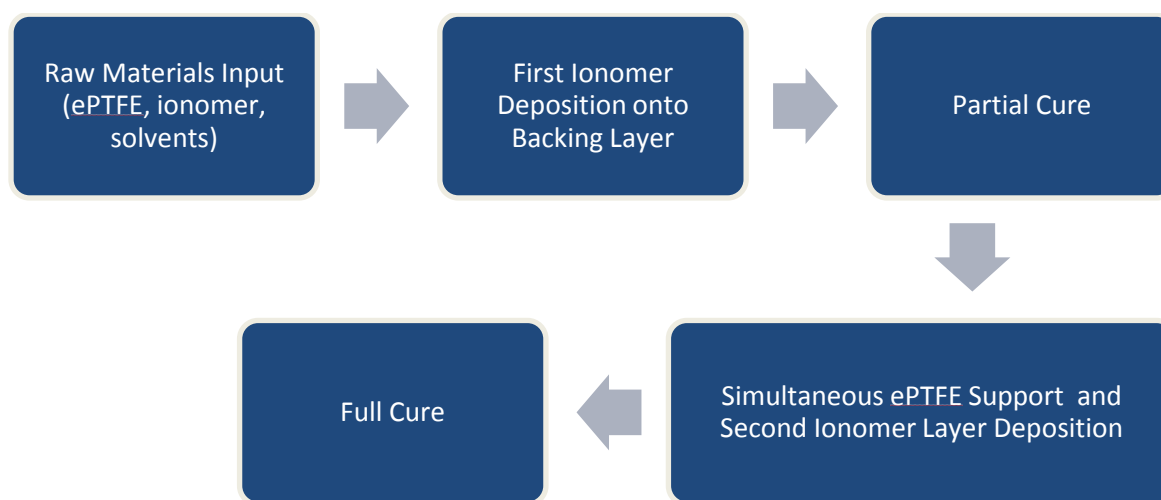 Raw Materials Input
(ePTFE, ionomer,
solvents)
First Ionomer
Deposition onto
Backing Layer
Partial Cure
Simultaneous ePTFE Support and
Second Ionomer Layer Deposition
Full Cure